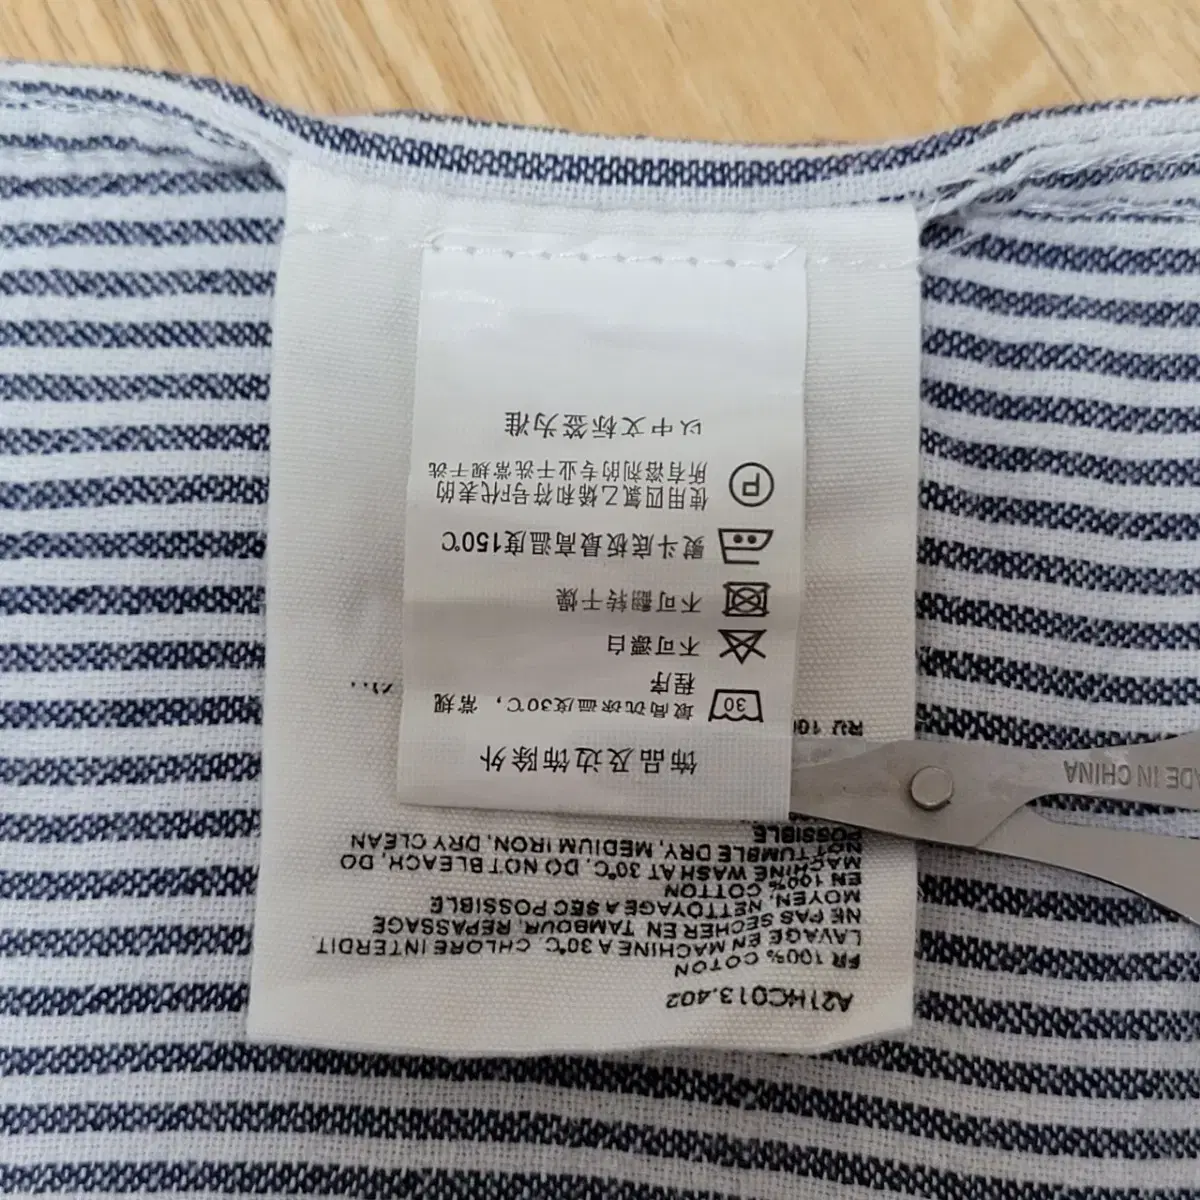 A21HC013.402
FR 100% COTON
LAVAGE EN MACHINE A 30°C, CHLORE INTERDIT
NE PAS SECHER EN TAMBOUR, REPASSAGE
MOYEN, NETTOYAGE A SEC POSSIBLE
EN 100% COTTON
MACHINE WASH AT 30°C, DO NOT BLEACH, DO
NOT TUMBLE DRY, MEDIUM IRON, DRY CLEAN
POSSIBLE
RU 100
饰品及边饰除外
30 最高洗涤温度30℃，常规
程序
不可漂白
不可翻转干燥
熨斗底板最高温度150℃
P 使用四氯乙烯和符号F代表的
所有溶剂的专业干洗常规干洗
以中文标签为准
ADE IN CHINA